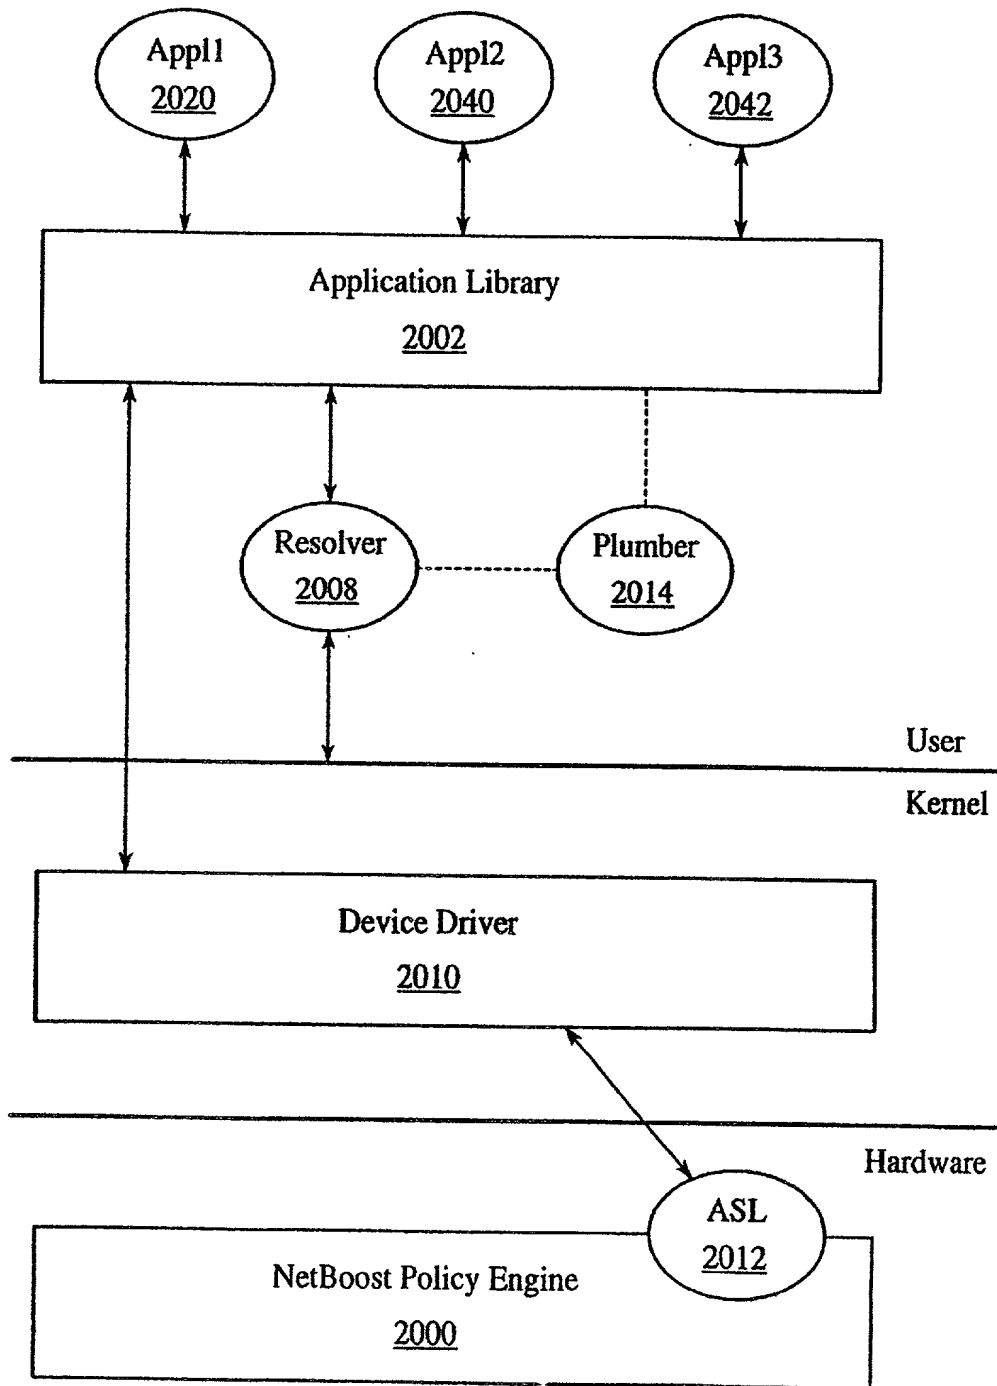 Appl1 Appl2 Appl3
2020 2040 2042
Application Library
2002
Resolver Plumber
2008 2014
User
Kernel
Device Driver
2010
Hardware
ASL
2012
NetBoost Policy Engine
2000